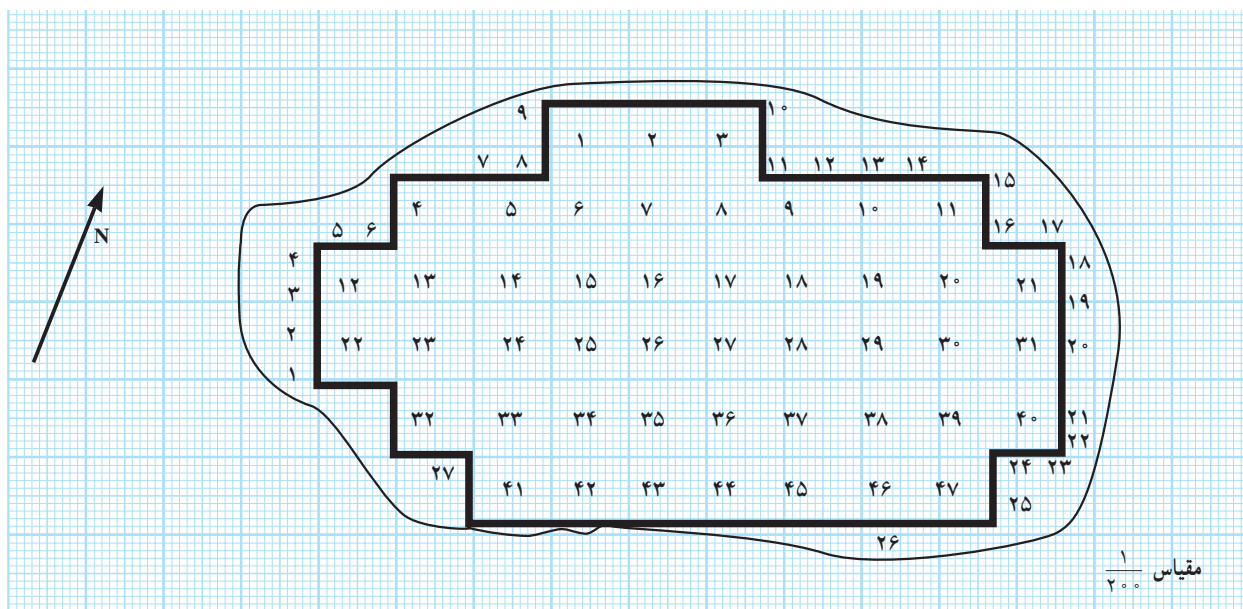 ۹ ۱۰
۱ ۲ ۳
۷ ۸ ۱۱ ۱۲ ۱۳ ۱۴
۱۵
۴ ۵ ۶ ۷ ۸ ۹ ۱۰ ۱۱
۵ ۶ ۱۶ ۱۷
N
۴ ۱۸
۱۲ ۱۳ ۱۴ ۱۵ ۱۶ ۱۷ ۱۸ ۱۹ ۲۰ ۲۱
۳ ۱۹
۲ ۲۲ ۲۳ ۲۴ ۲۵ ۲۶ ۲۷ ۲۸ ۲۹ ۳۰ ۳۱ ۲۰
۱
۳۲ ۳۳ ۳۴ ۳۵ ۳۶ ۳۷ ۳۸ ۳۹ ۴۰ ۲۱
۲۲
۲۷ ۲۴ ۲۳
۴۱ ۴۲ ۴۳ ۴۴ ۴۵ ۴۶ ۴۷ ۲۵
۲۶
مقیاس ۱/۲۰۰